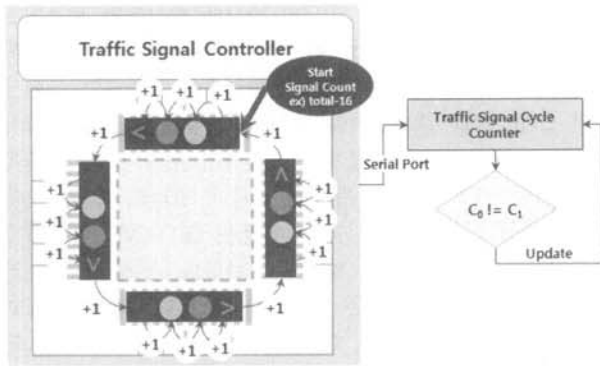 Traffic Signal Controller
+1 +1 +1
Start
Signal Count
ex) total-16
+1 +1
Traffic Signal Cycle
Counter
Serial Port
+1 +1
+1 +1
+1 +1
C₀ != C₁
Update
+1 +1
+1 +1 +1